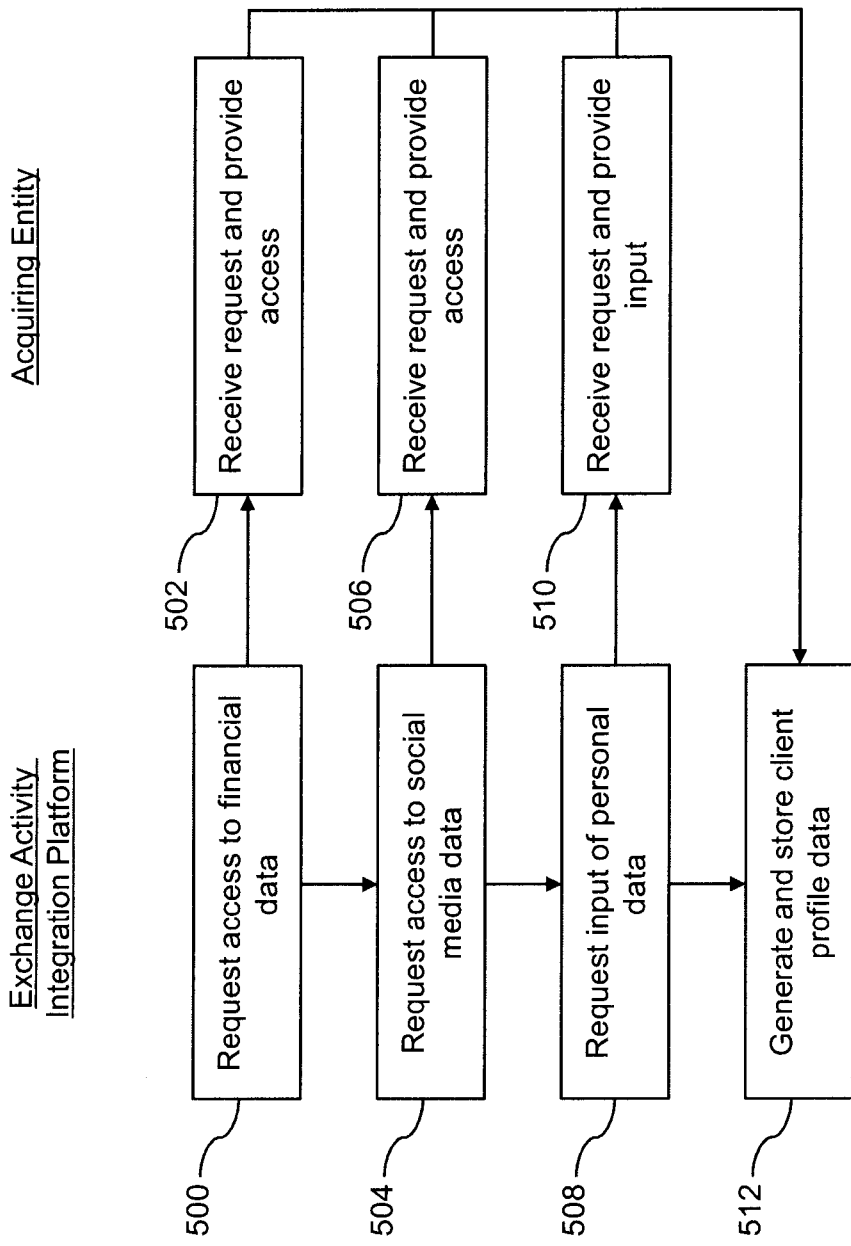 Exchange Activity
Integration Platform
Acquiring Entity
500
Request access to financial
data
502
Receive request and provide
access
504
Request access to social
media data
506
Receive request and provide
access
508
Request input of personal
data
510
Receive request and provide
input
512
Generate and store client
profile data